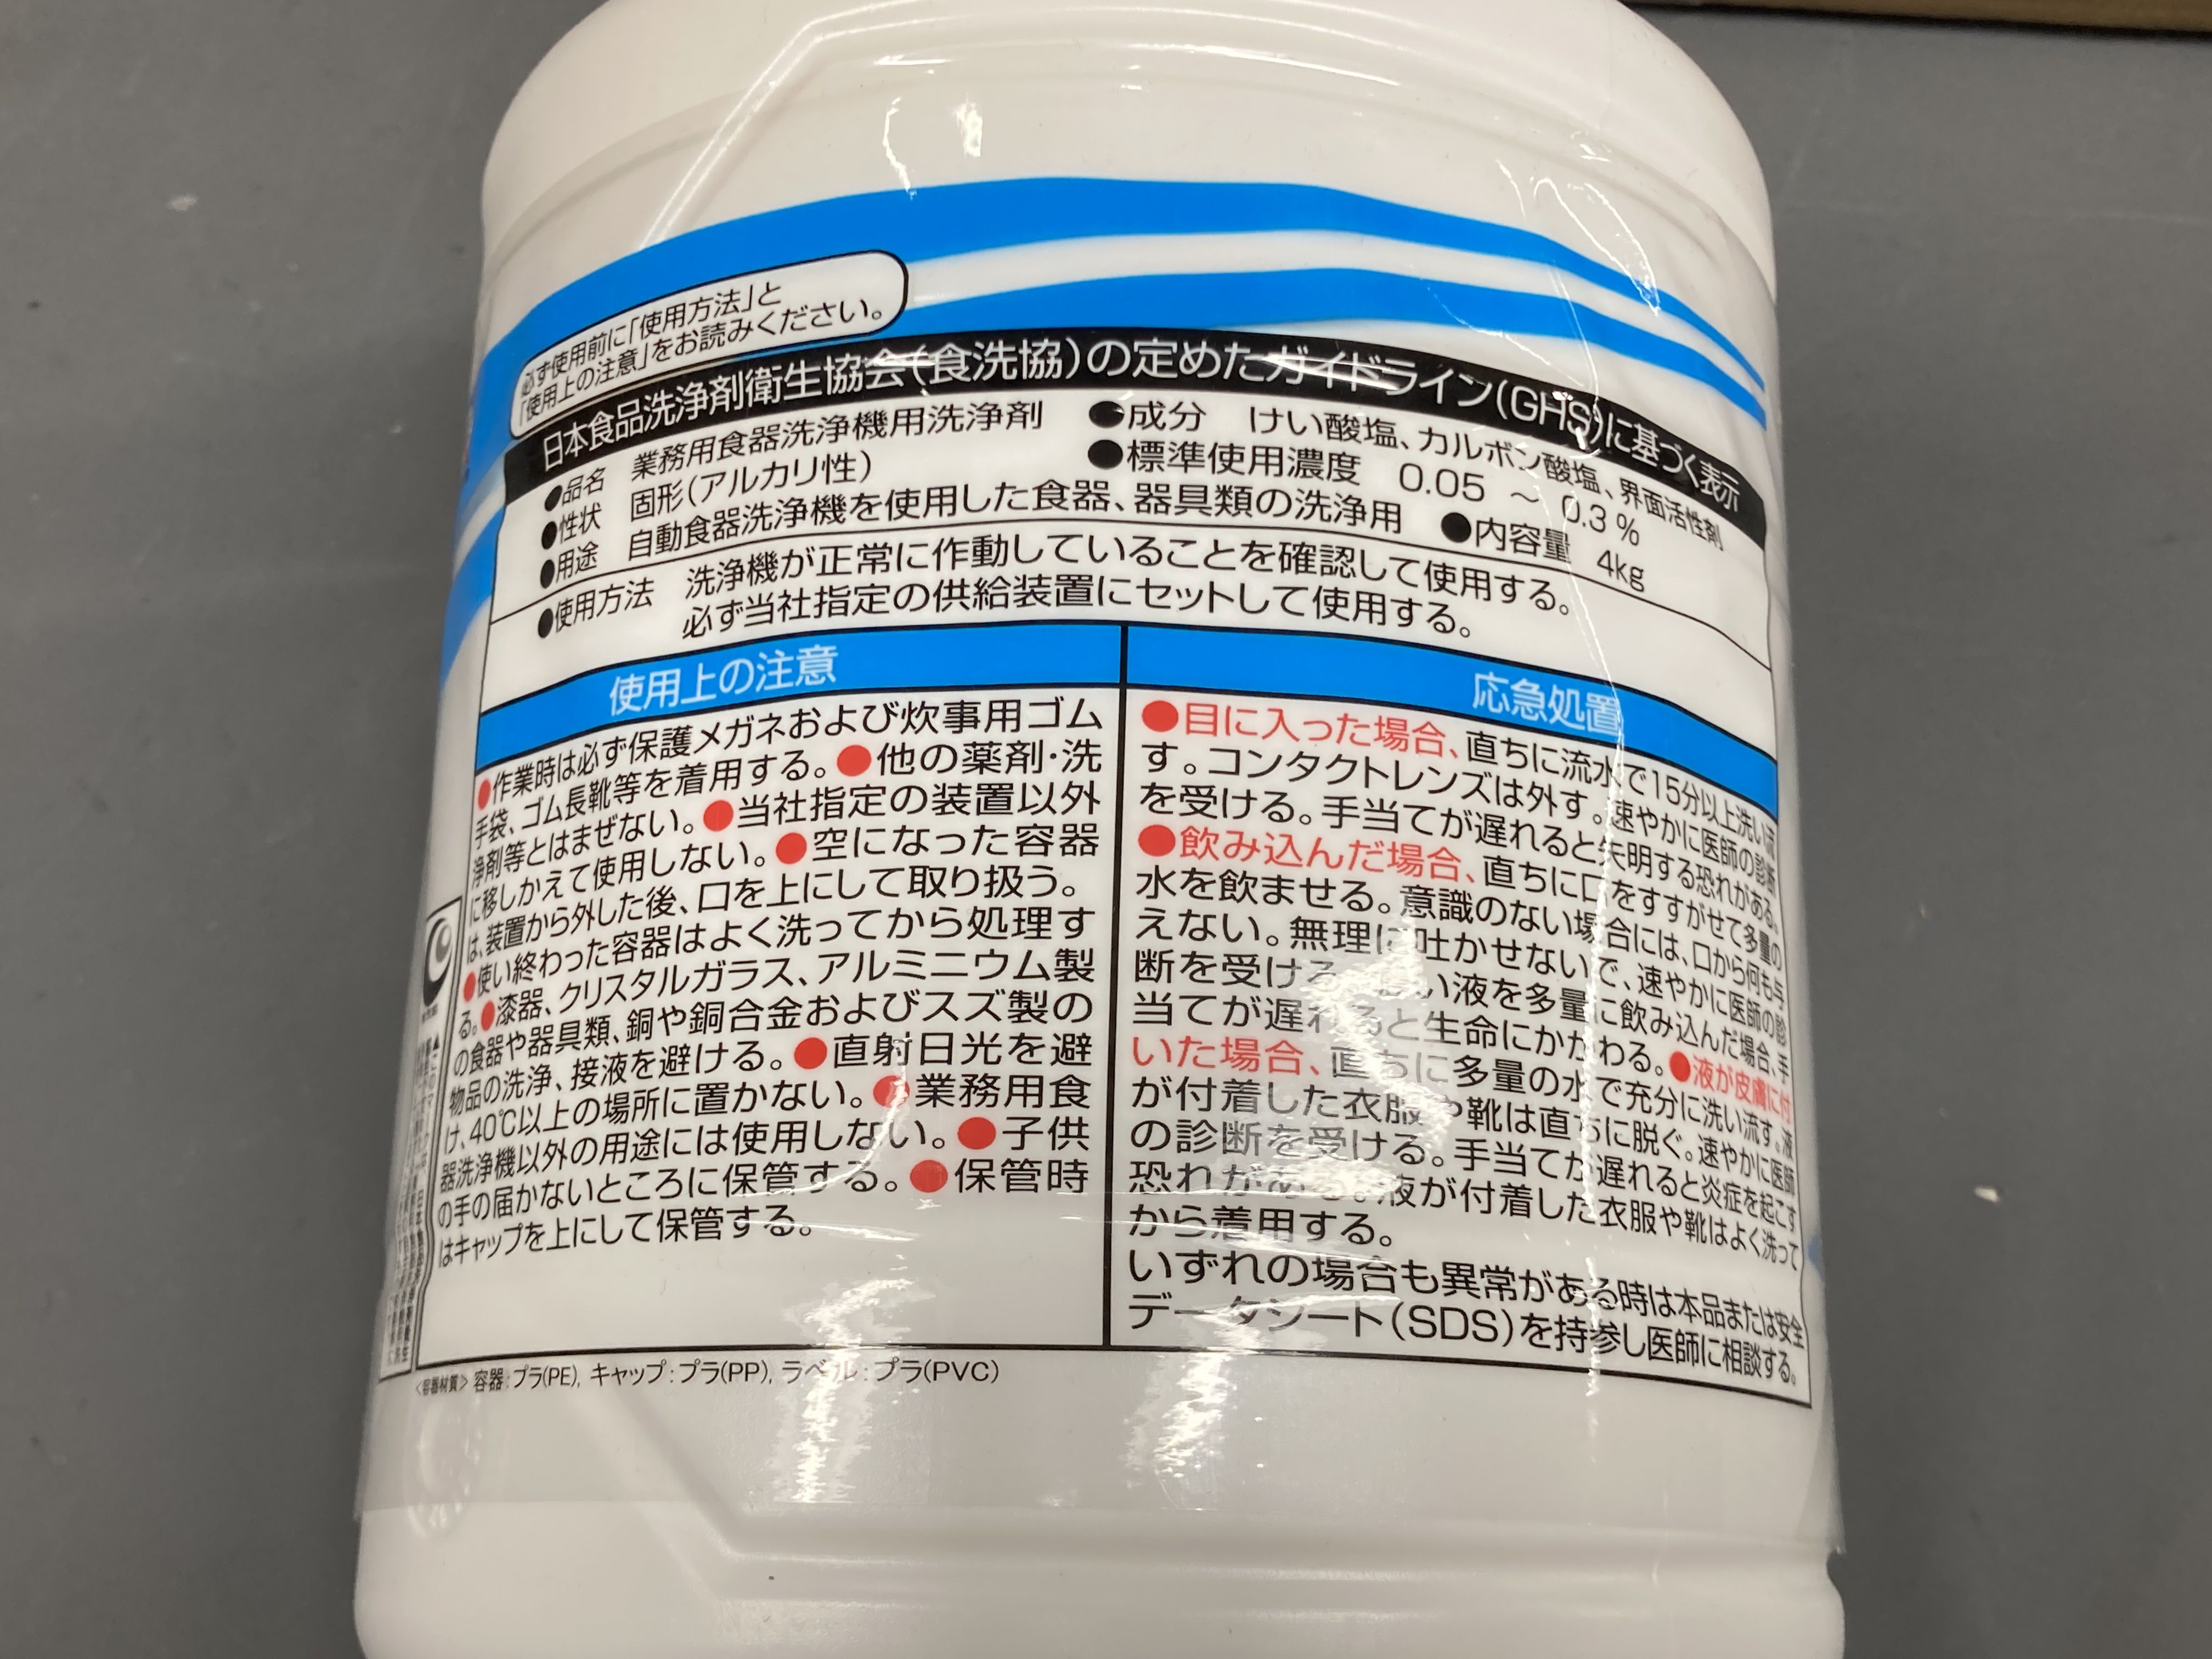 必ず使用前に「使用方法」と
「使用上の注意」をお読みください。
日本食品洗浄剤衛生協会(食洗協)の定めたガイドライン(GHS)に基づく表示
●品名 業務用食器洗浄機用洗浄剤 ●成分 けい酸塩、カルボン酸塩、界面活性剤
●性状 固形(アルカリ性) ●標準使用濃度 0.05 ~ 0.3 %
●用途 自動食器洗浄機を使用した食器、器具類の洗浄用 ●内容量 4kg
●使用方法 洗浄機が正常に作動していることを確認して使用する。
必ず当社指定の供給装置にセットして使用する。
使用上の注意
●作業時は必ず保護メガネおよび炊事用ゴム
手袋、ゴム長靴等を着用する。●他の薬剤・洗
浄剤等とはまぜない。●当社指定の装置以外
に移しかえて使用しない。●空になった容器
は、装置から外した後、口を上にして取り扱う。
●使い終わった容器はよく洗ってから処理す
る。●漆器、クリスタルガラス、アルミニウム製
の食器や器具類、銅や銅合金およびスズ製の
物品の洗浄、接液を避ける。●直射日光を避
け、40℃以上の場所に置かない。●業務用食
器洗浄機以外の用途には使用しない。●子供
の手の届かないところに保管する。●保管時
はキャップを上にして保管する。
応急処置
●目に入った場合、直ちに流水で15分以上洗い流
す。コンタクトレンズは外す。速やかに医師の診断
を受ける。手当てが遅れると失明する恐れがある。
●飲み込んだ場合、直ちに口をすすがせて多量の
水を飲ませる。意識のない場合には、口から何も与
えない。無理に吐かせないで、速やかに医師の診
断を受ける。い液を多量に飲み込んだ場合、手
当てが遅れると生命にかかわる。●液が皮膚に付
いた場合、直ちに多量の水で充分に洗い流す。液
が付着した衣服や靴は直ちに脱ぐ。速やかに医師
の診断を受ける。手当てが遅れると炎症を起こす
恐れがある。液が付着した衣服や靴はよく洗って
から着用する。
いずれの場合も異常がある時は本品または安全
データシート(SDS)を持参し医師に相談する。
<容器材質> 容器:プラ(PE), キャップ:プラ(PP), ラベル:プラ(PVC)